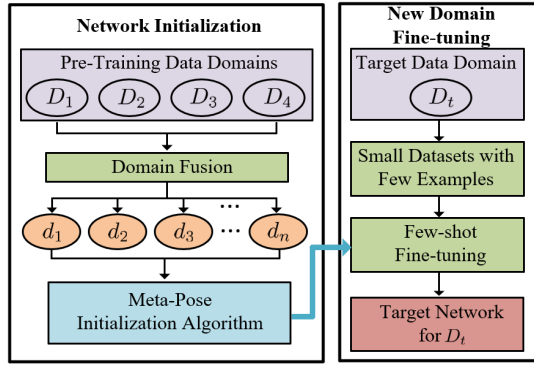 Network Initialization
Pre-Training Data Domains
D1 D2 D3 D4
Domain Fusion
...
d1 d2 d3 ... dn
Meta-Pose
Initialization Algorithm
New Domain
Fine-tuning
Target Data Domain
Dt
Small Datasets with
Few Examples
Few-shot
Fine-tuning
Target Network
for Dt